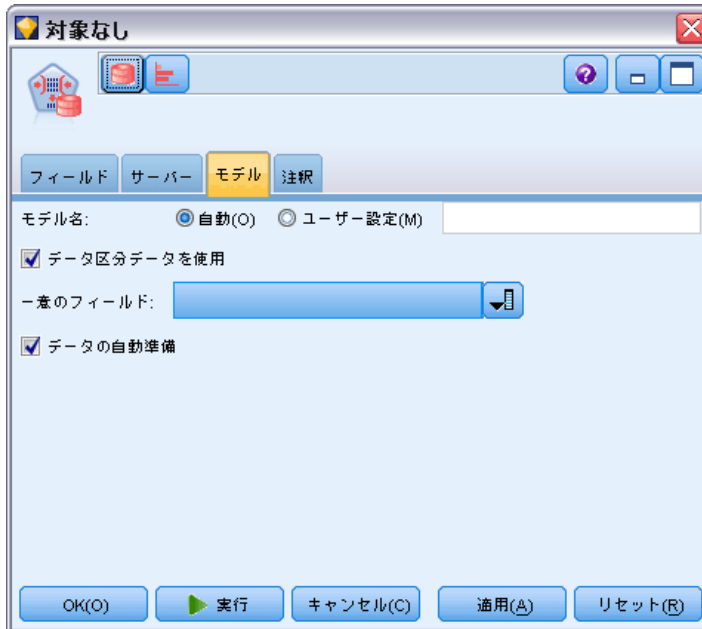 対象なし
フィールド サーバー モデル 注釈
モデル名: 自動(O) ユーザー設定(M)
データ区分データを使用
一意のフィールド:
データの自動準備
OK(O) 実行 キャンセル(C) 適用(A) リセット(R)